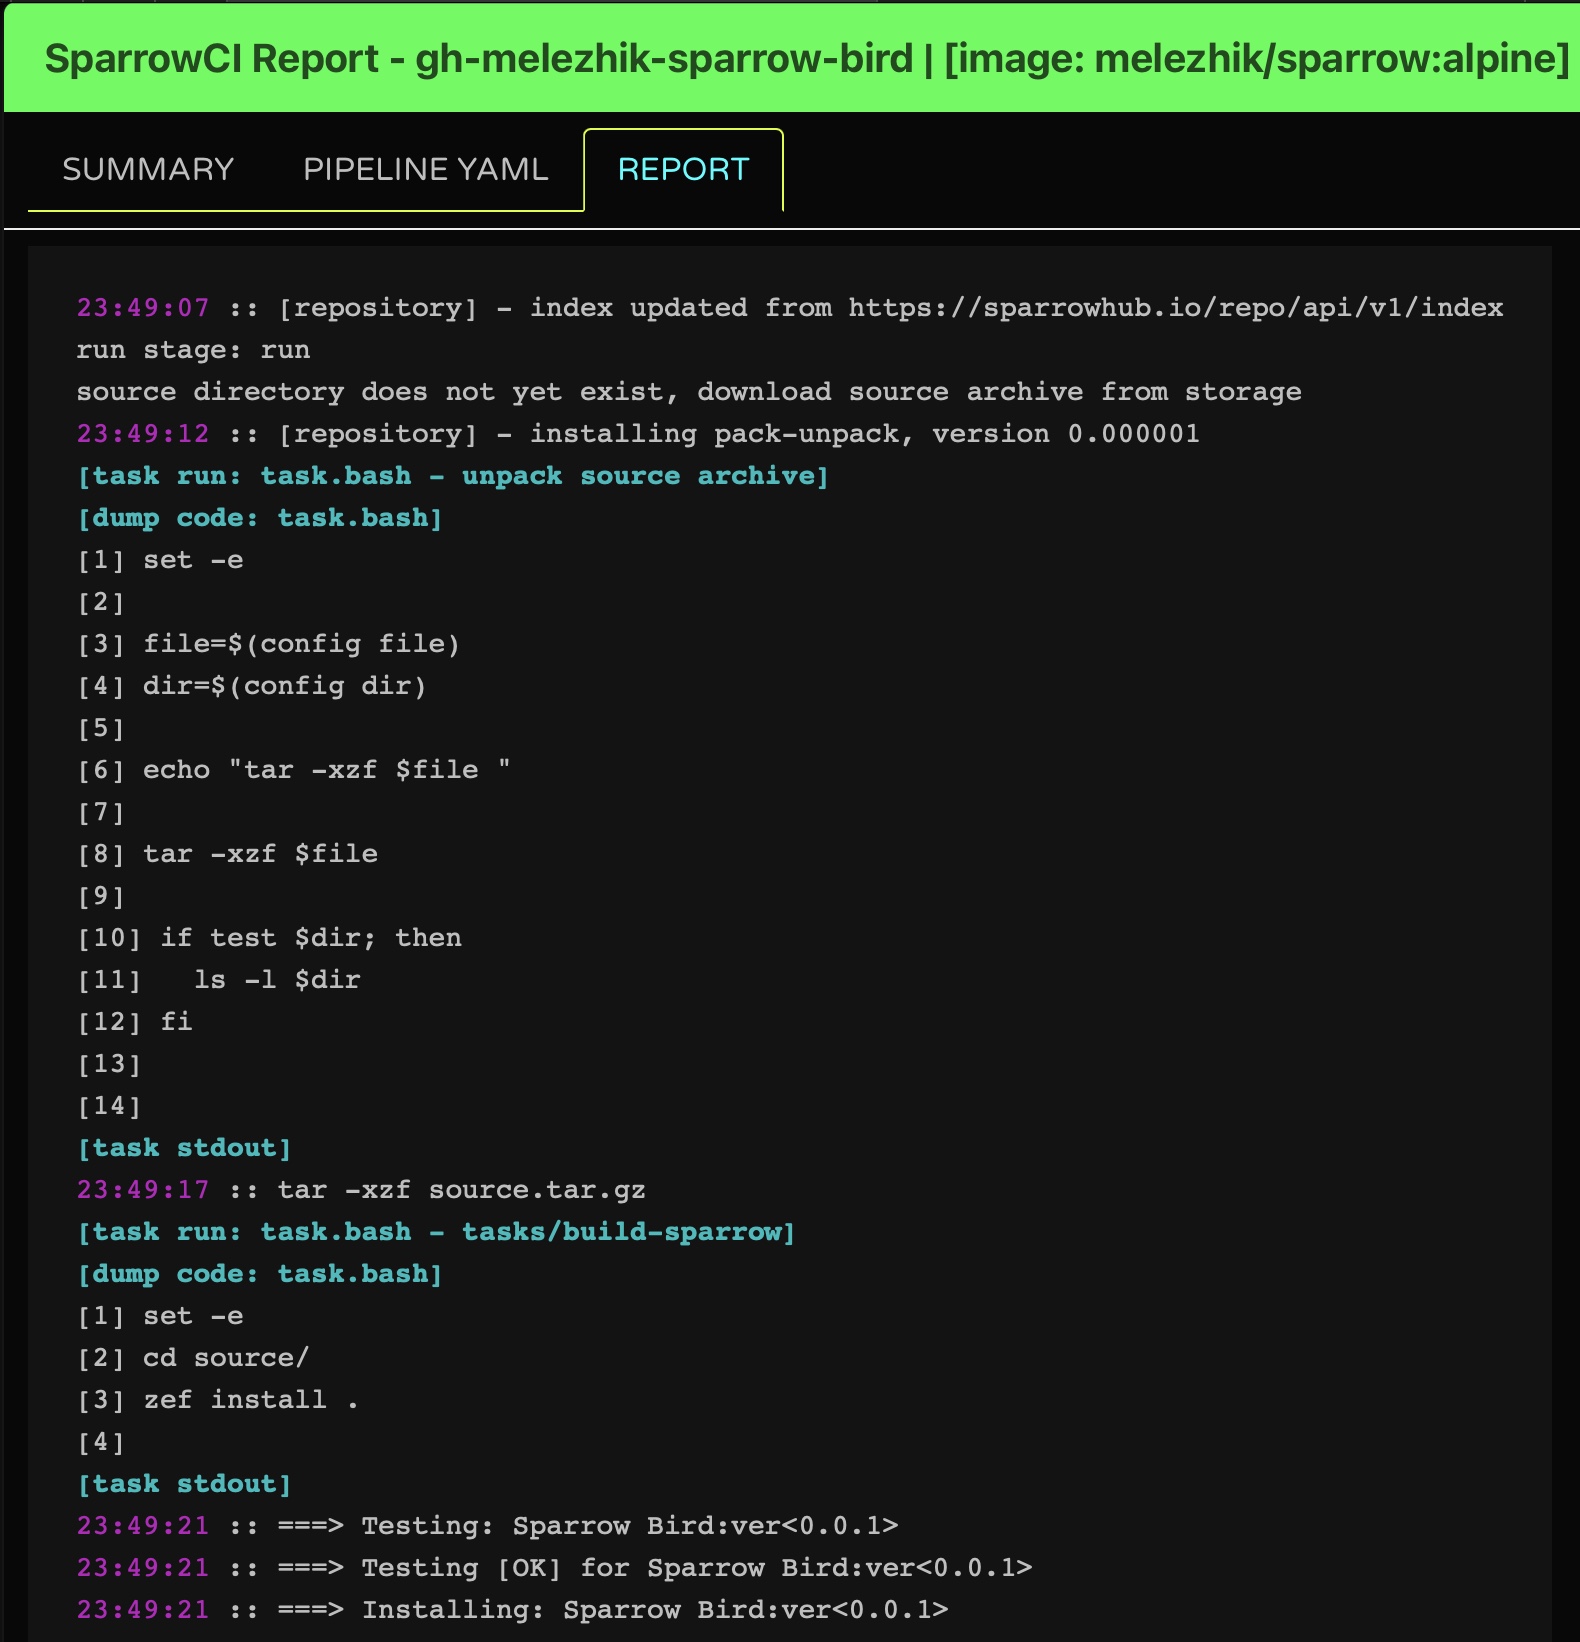 SparrowCI Report - gh-melezhik-sparrow-bird | [image: melezhik/sparrow:alpine]
SUMMARY PIPELINE YAML REPORT
23:49:07 :: [repository] - index updated from https://sparrowhub.io/repo/api/v1/index
run stage: run
source directory does not yet exist, download source archive from storage
23:49:12 :: [repository] - installing pack-unpack, version 0.000001
[task run: task.bash - unpack source archive]
[dump code: task.bash]
[1] set -e
[2]
[3] file=$(config file)
[4] dir=$(config dir)
[5]
[6] echo "tar -xzf $file "
[7]
[8] tar -xzf $file
[9]
[10] if test $dir; then
[11]   ls -l $dir
[12] fi
[13]
[14]
[task stdout]
23:49:17 :: tar -xzf source.tar.gz
[task run: task.bash - tasks/build-sparrow]
[dump code: task.bash]
[1] set -e
[2] cd source/
[3] zef install .
[4]
[task stdout]
23:49:21 :: ===> Testing: Sparrow Bird:ver<0.0.1>
23:49:21 :: ===> Testing [OK] for Sparrow Bird:ver<0.0.1>
23:49:21 :: ===> Installing: Sparrow Bird:ver<0.0.1>